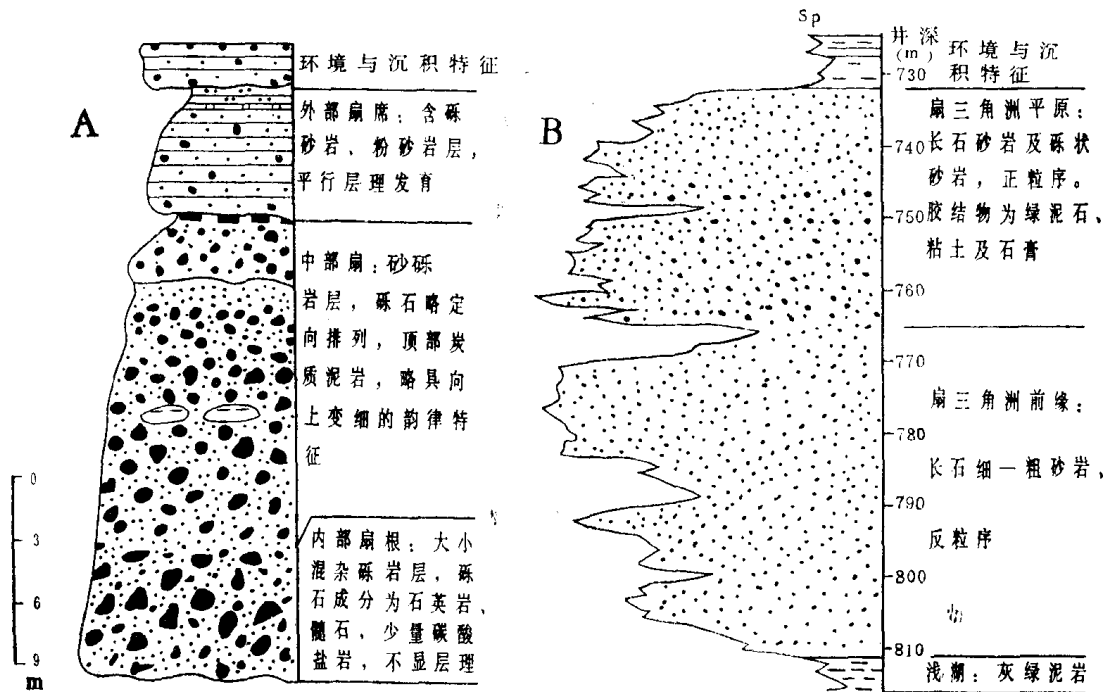 A
环境与沉积特征
外部扇席：含砾
砂岩、粉砂岩层，
平行层理发育
中部扇：砂砾
岩层，砾石略定
向排列，顶部炭
质泥岩，略具向
上变细的韵律特
征
内部扇根：大小
混杂砾岩层，砾
石成分为石英岩、
髓石，少量碳酸
盐岩，不显层理
0
3
6
9
m
B
Sp
井深
(m)
环境与沉
积特征
730
740
750
760
770
780
790
800
810
扇三角洲平原：
长石砂岩及砾状
砂岩，正粒序。
胶结物为绿泥石、
粘土及石膏
扇三角洲前缘：
长石细一粗砂岩、
反粒序
浅湖：灰绿泥岩